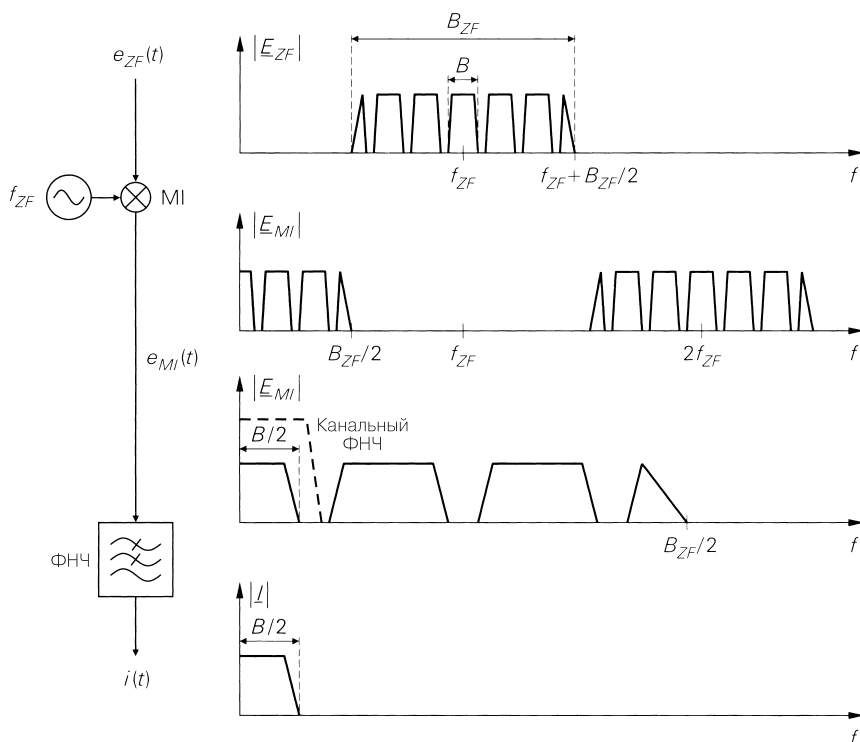 e_ZF(t)
f_ZF
MI
e_MI(t)
ФНЧ
i(t)
|E_ZF|
B_ZF
B
f_ZF
f_ZF + B_ZF/2
f
|E_MI|
B_ZF/2
f_ZF
2f_ZF
f
|E_MI|
B/2
Канальный
ФНЧ
B_ZF/2
f
|I|
B/2
f